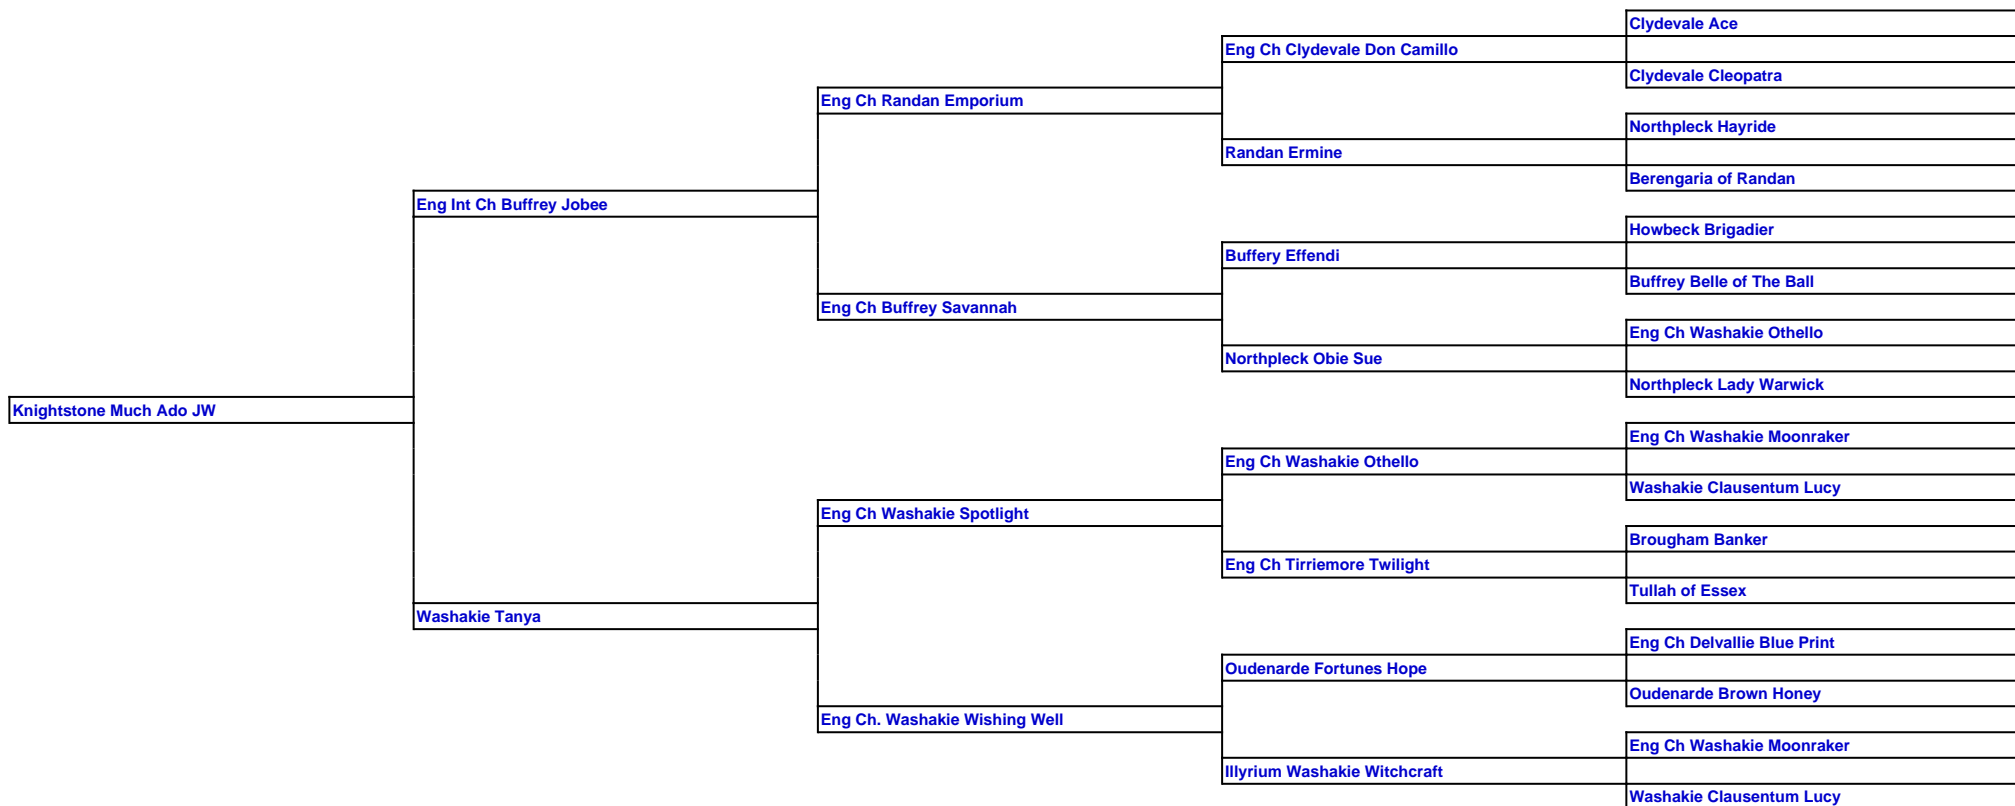 Clydevale Ace
Eng Ch Clydevale Don Camillo
Clydevale Cleopatra
Eng Ch Randan Emporium
Northpleck Hayride
Randan Ermine
Berengaria of Randan
Eng Int Ch Buffrey Jobee
Howbeck Brigadier
Buffery Effendi
Buffrey Belle of The Ball
Eng Ch Buffrey Savannah
Eng Ch Washakie Othello
Northpleck Obie Sue
Northpleck Lady Warwick
Knightstone Much Ado JW
Eng Ch Washakie Moonraker
Eng Ch Washakie Othello
Washakie Clausentum Lucy
Eng Ch Washakie Spotlight
Brougham Banker
Eng Ch Tirriemore Twilight
Tullah of Essex
Washakie Tanya
Eng Ch Delvallie Blue Print
Oudenarde Fortunes Hope
Oudenarde Brown Honey
Eng Ch. Washakie Wishing Well
Eng Ch Washakie Moonraker
Illyrium Washakie Witchcraft
Washakie Clausentum Lucy